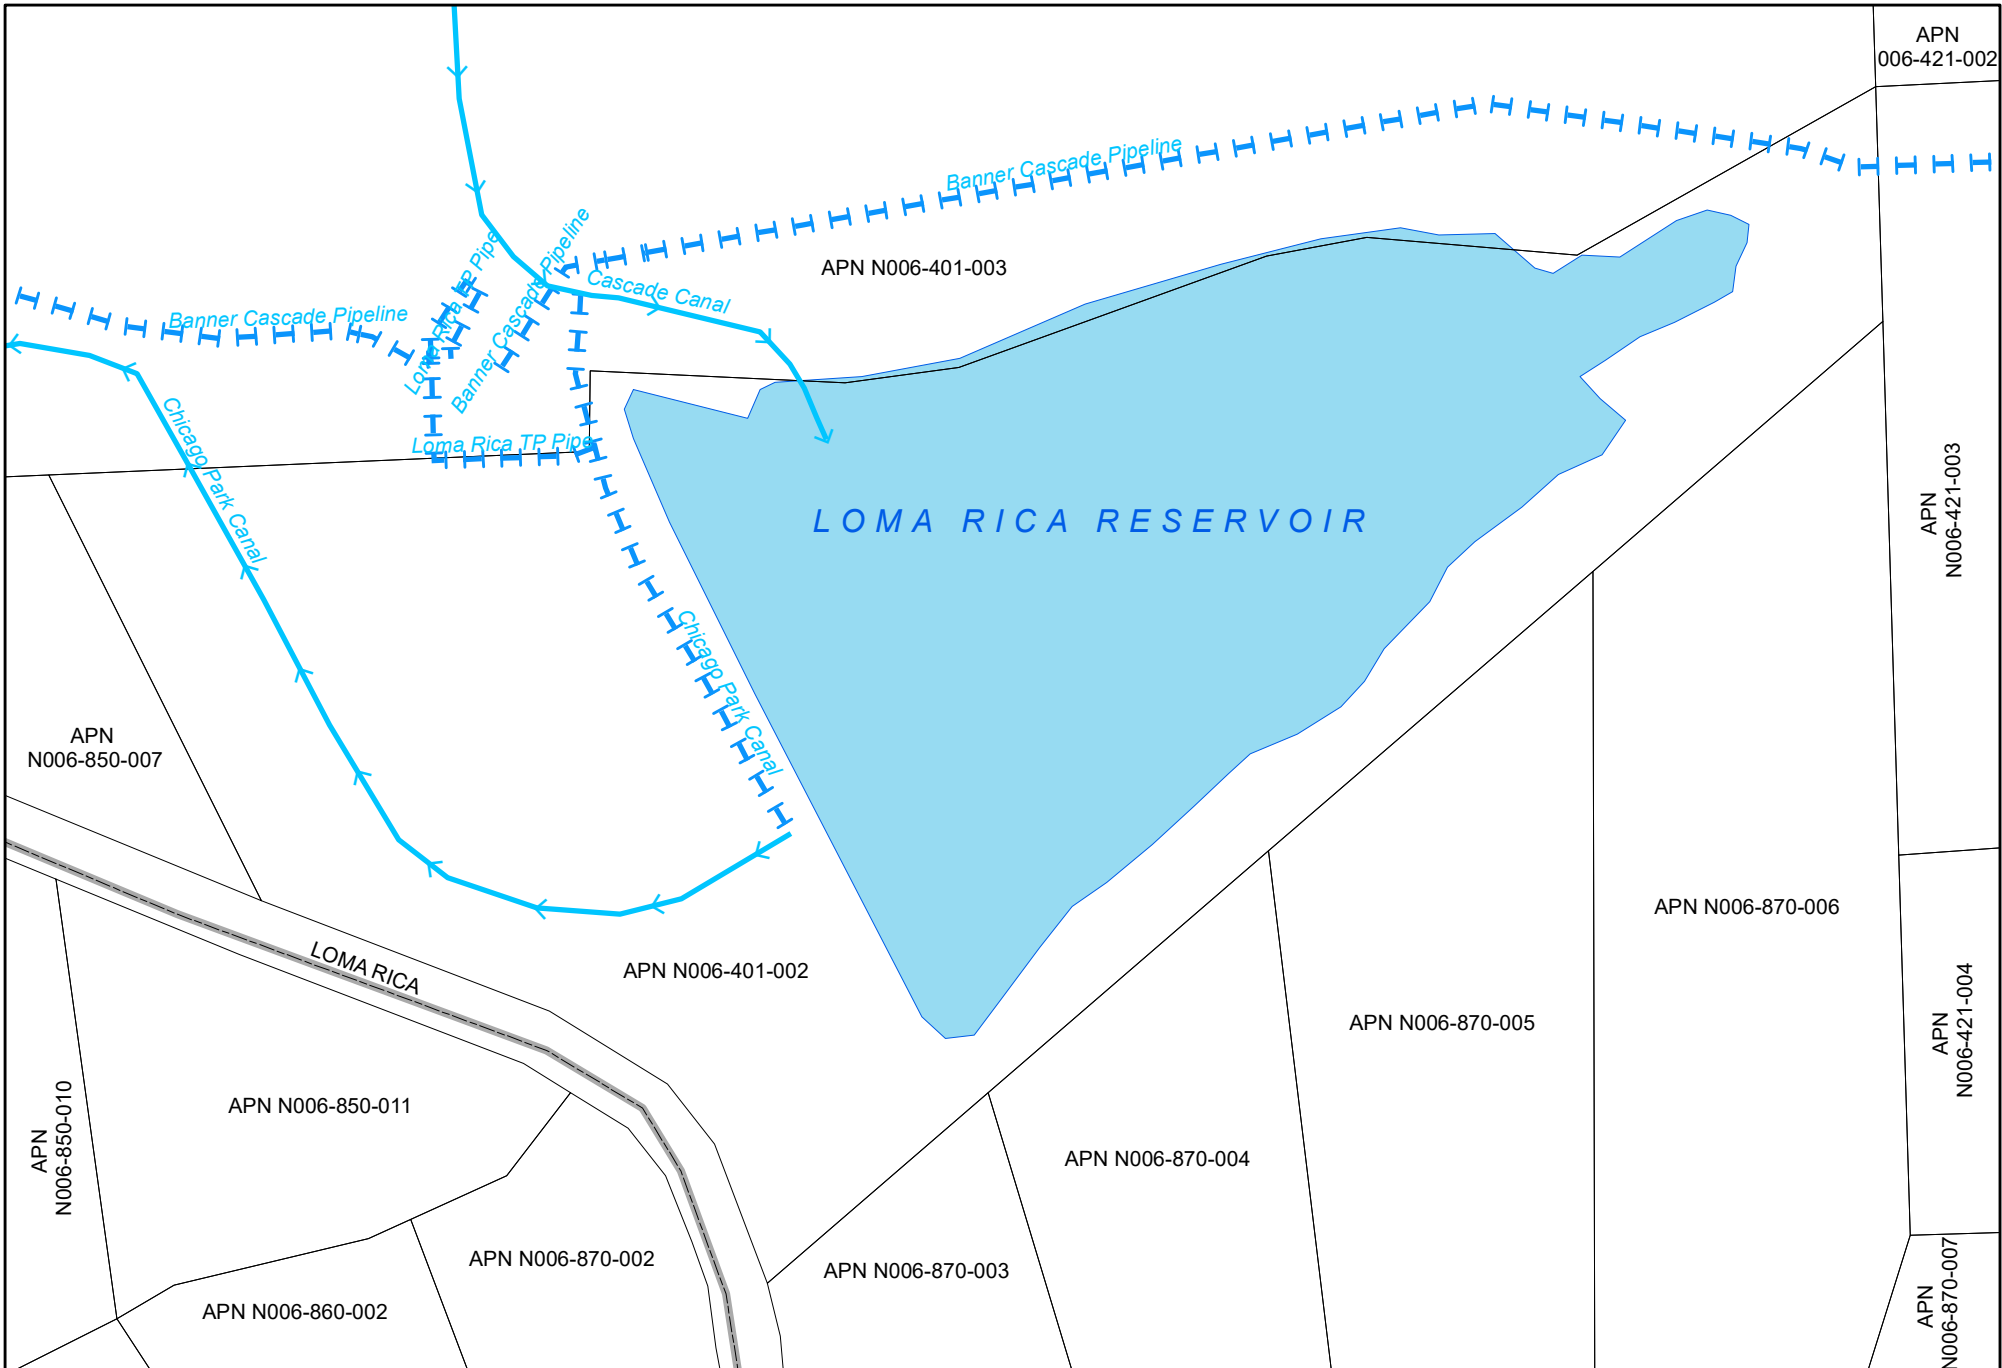 APN
006-421-002
Banner Cascade Pipeline
Loma Rica TP Pipe
Banner Cascade Pipeline
Cascade Canal
APN N006-401-003
Banner Cascade Pipeline
Loma Rica TP Pipe
Chicago Park Canal
LOMA RICA RESERVOIR
APN
N006-421-003
Chicago Park Canal
APN
N006-850-007
APN N006-870-006
LOMA RICA
APN N006-401-002
APN N006-870-005
APN
N006-421-004
APN N006-850-011
APN
N006-850-010
APN N006-870-004
APN N006-870-002
APN N006-870-003
APN N006-860-002
APN
N006-870-007